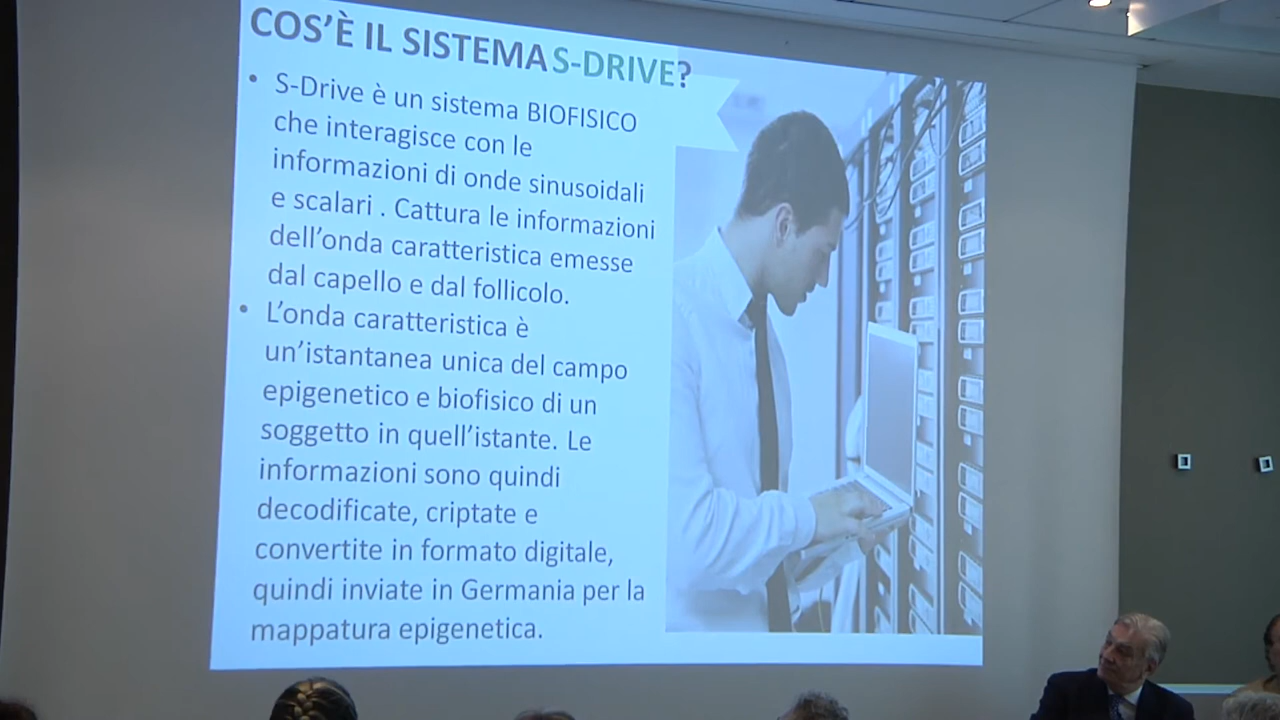 COS'È IL SISTEMA S-DRIVE?
• S-Drive è un sistema BIOFISICO
che interagisce con le
informazioni di onde sinusoidali
e scalari . Cattura le informazioni
dell'onda caratteristica emesse
dal capello e dal follicolo.
• L'onda caratteristica è
un'istantanea unica del campo
epigenetico e biofisico di un
soggetto in quell'istante. Le
informazioni sono quindi
decodificate, criptate e
convertite in formato digitale,
quindi inviate in Germania per la
mappatura epigenetica.